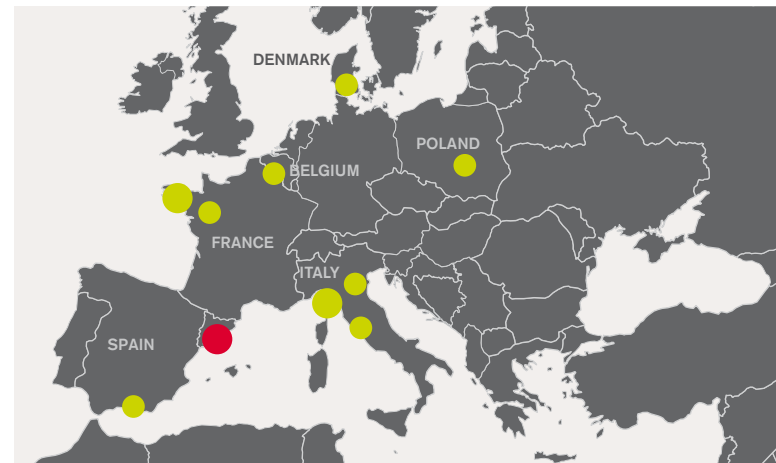 DENMARK
POLAND
BELGIUM
FRANCE
ITALY
SPAIN